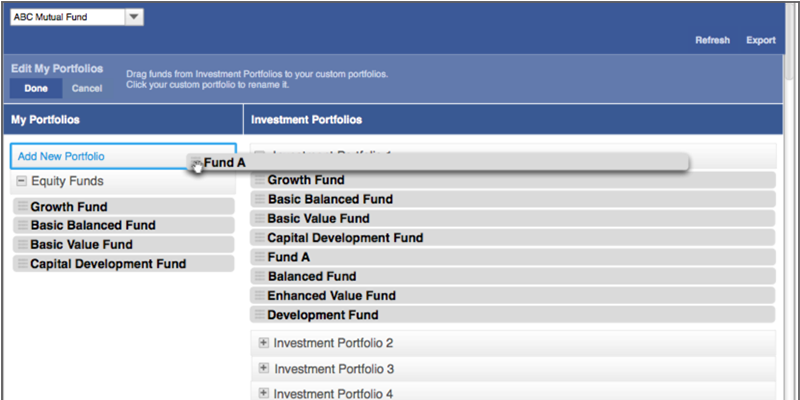 ABC Mutual Fund
Refresh Export
Edit My Portfolios
Done Cancel
Drag funds from Investment Portfolios to your custom portfolios.
Click your custom portfolio to rename it.
My Portfolios
Investment Portfolios
Add New Portfolio
Fund A
Equity Funds
Growth Fund
Basic Balanced Fund
Basic Value Fund
Capital Development Fund
Growth Fund
Basic Balanced Fund
Basic Value Fund
Capital Development Fund
Fund A
Balanced Fund
Enhanced Value Fund
Development Fund
Investment Portfolio 2
Investment Portfolio 3
Investment Portfolio 4